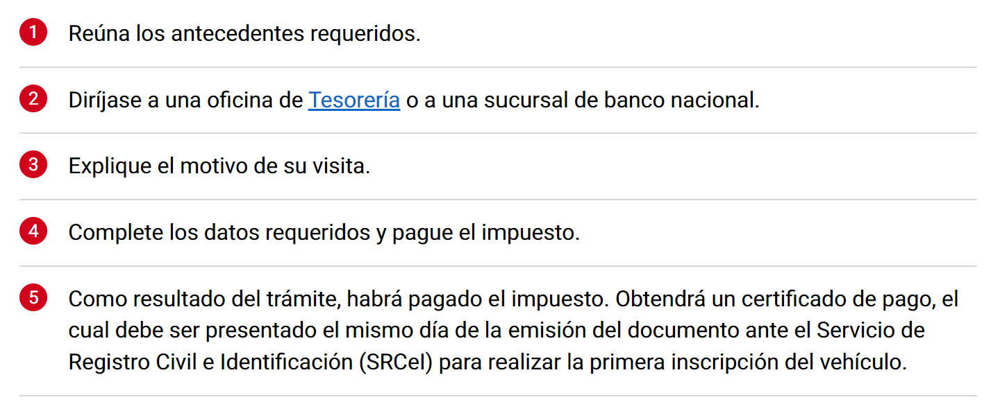 1 Reúna los antecedentes requeridos.
2 Diríjase a una oficina de Tesorería o a una sucursal de banco nacional.
3 Explique el motivo de su visita.
4 Complete los datos requeridos y pague el impuesto.
5 Como resultado del trámite, habrá pagado el impuesto. Obtendrá un certificado de pago, el
cual debe ser presentado el mismo día de la emisión del documento ante el Servicio de
Registro Civil e Identificación (SRCeI) para realizar la primera inscripción del vehículo.